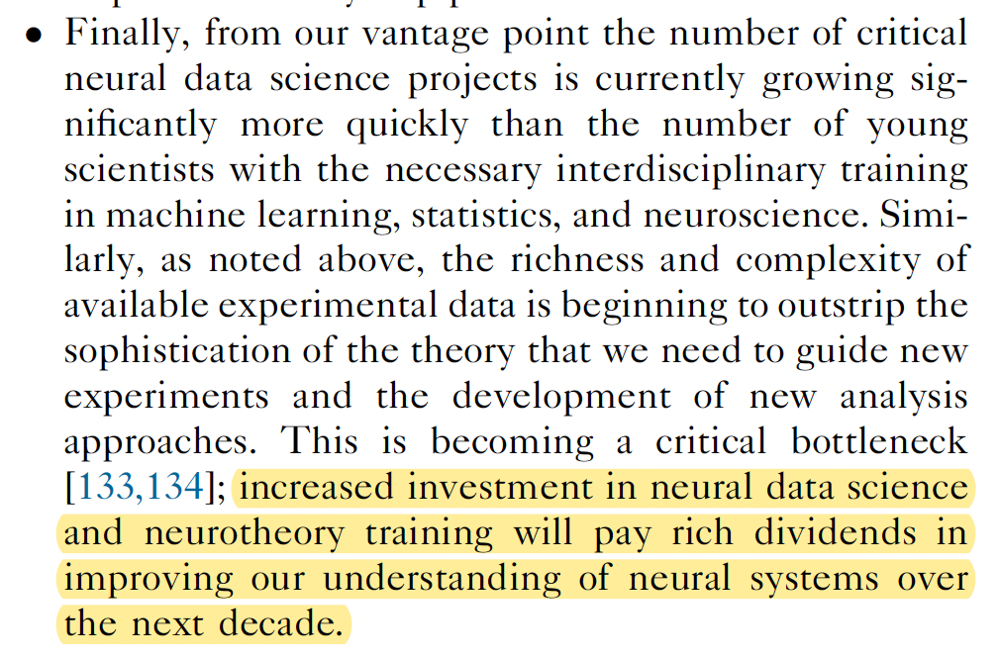 • Finally, from our vantage point the number of critical
neural data science projects is currently growing sig-
nificantly more quickly than the number of young
scientists with the necessary interdisciplinary training
in machine learning, statistics, and neuroscience. Simi-
larly, as noted above, the richness and complexity of
available experimental data is beginning to outstrip the
sophistication of the theory that we need to guide new
experiments and the development of new analysis
approaches. This is becoming a critical bottleneck
[133,134]; increased investment in neural data science
and neurotheory training will pay rich dividends in
improving our understanding of neural systems over
the next decade.